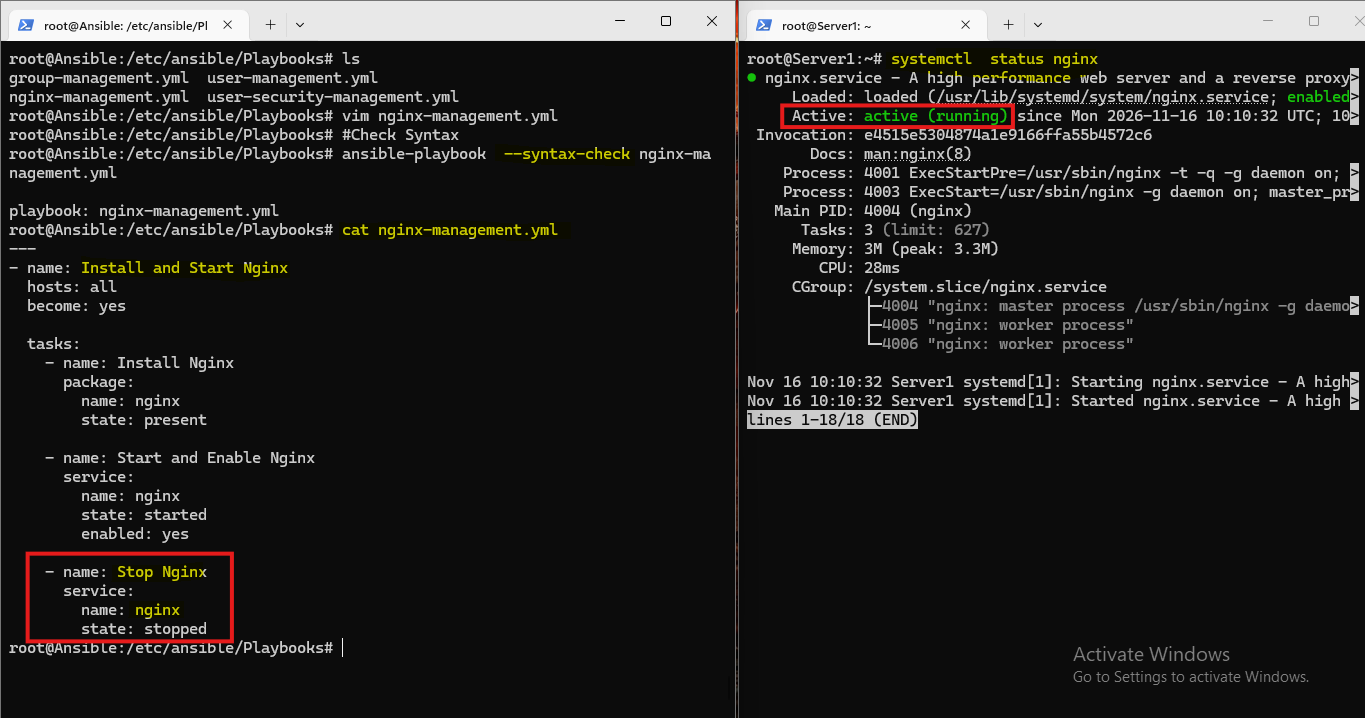 root@Ansible: /etc/ansible/Pl
root@Ansible:/etc/ansible/Playbooks# ls
group-management.yml  user-management.yml
nginx-management.yml  user-security-management.yml
root@Ansible:/etc/ansible/Playbooks# vim nginx-management.yml
root@Ansible:/etc/ansible/Playbooks# #Check Syntax
root@Ansible:/etc/ansible/Playbooks# ansible-playbook  --syntax-check nginx-ma
nagement.yml
playbook: nginx-management.yml
root@Ansible:/etc/ansible/Playbooks# cat nginx-management.yml
---
- name: Install and Start Nginx
  hosts: all
  become: yes
  tasks:
    - name: Install Nginx
      package:
        name: nginx
        state: present
    - name: Start and Enable Nginx
      service:
        name: nginx
        state: started
        enabled: yes
    - name: Stop Nginx
      service:
        name: nginx
        state: stopped
root@Ansible:/etc/ansible/Playbooks#
root@Server1: ~
root@Server1:~# systemctl  status nginx
● nginx.service - A high performance web server and a reverse proxy>
     Loaded: loaded (/usr/lib/systemd/system/nginx.service; enabled>
     Active: active (running) since Mon 2026-11-16 10:10:32 UTC; 10>
 Invocation: e4515e5304874a1e9166ffa55b4572c6
       Docs: man:nginx(8)
    Process: 4001 ExecStartPre=/usr/sbin/nginx -t -q -g daemon on; >
    Process: 4003 ExecStart=/usr/sbin/nginx -g daemon on; master_pr>
   Main PID: 4004 (nginx)
      Tasks: 3 (limit: 627)
     Memory: 3M (peak: 3.3M)
        CPU: 28ms
     CGroup: /system.slice/nginx.service
             ├─4004 "nginx: master process /usr/sbin/nginx -g daemo>
             ├─4005 "nginx: worker process"
             └─4006 "nginx: worker process"
Nov 16 10:10:32 Server1 systemd[1]: Starting nginx.service - A high>
Nov 16 10:10:32 Server1 systemd[1]: Started nginx.service - A high >
lines 1-18/18 (END)
Activate Windows
Go to Settings to activate Windows.